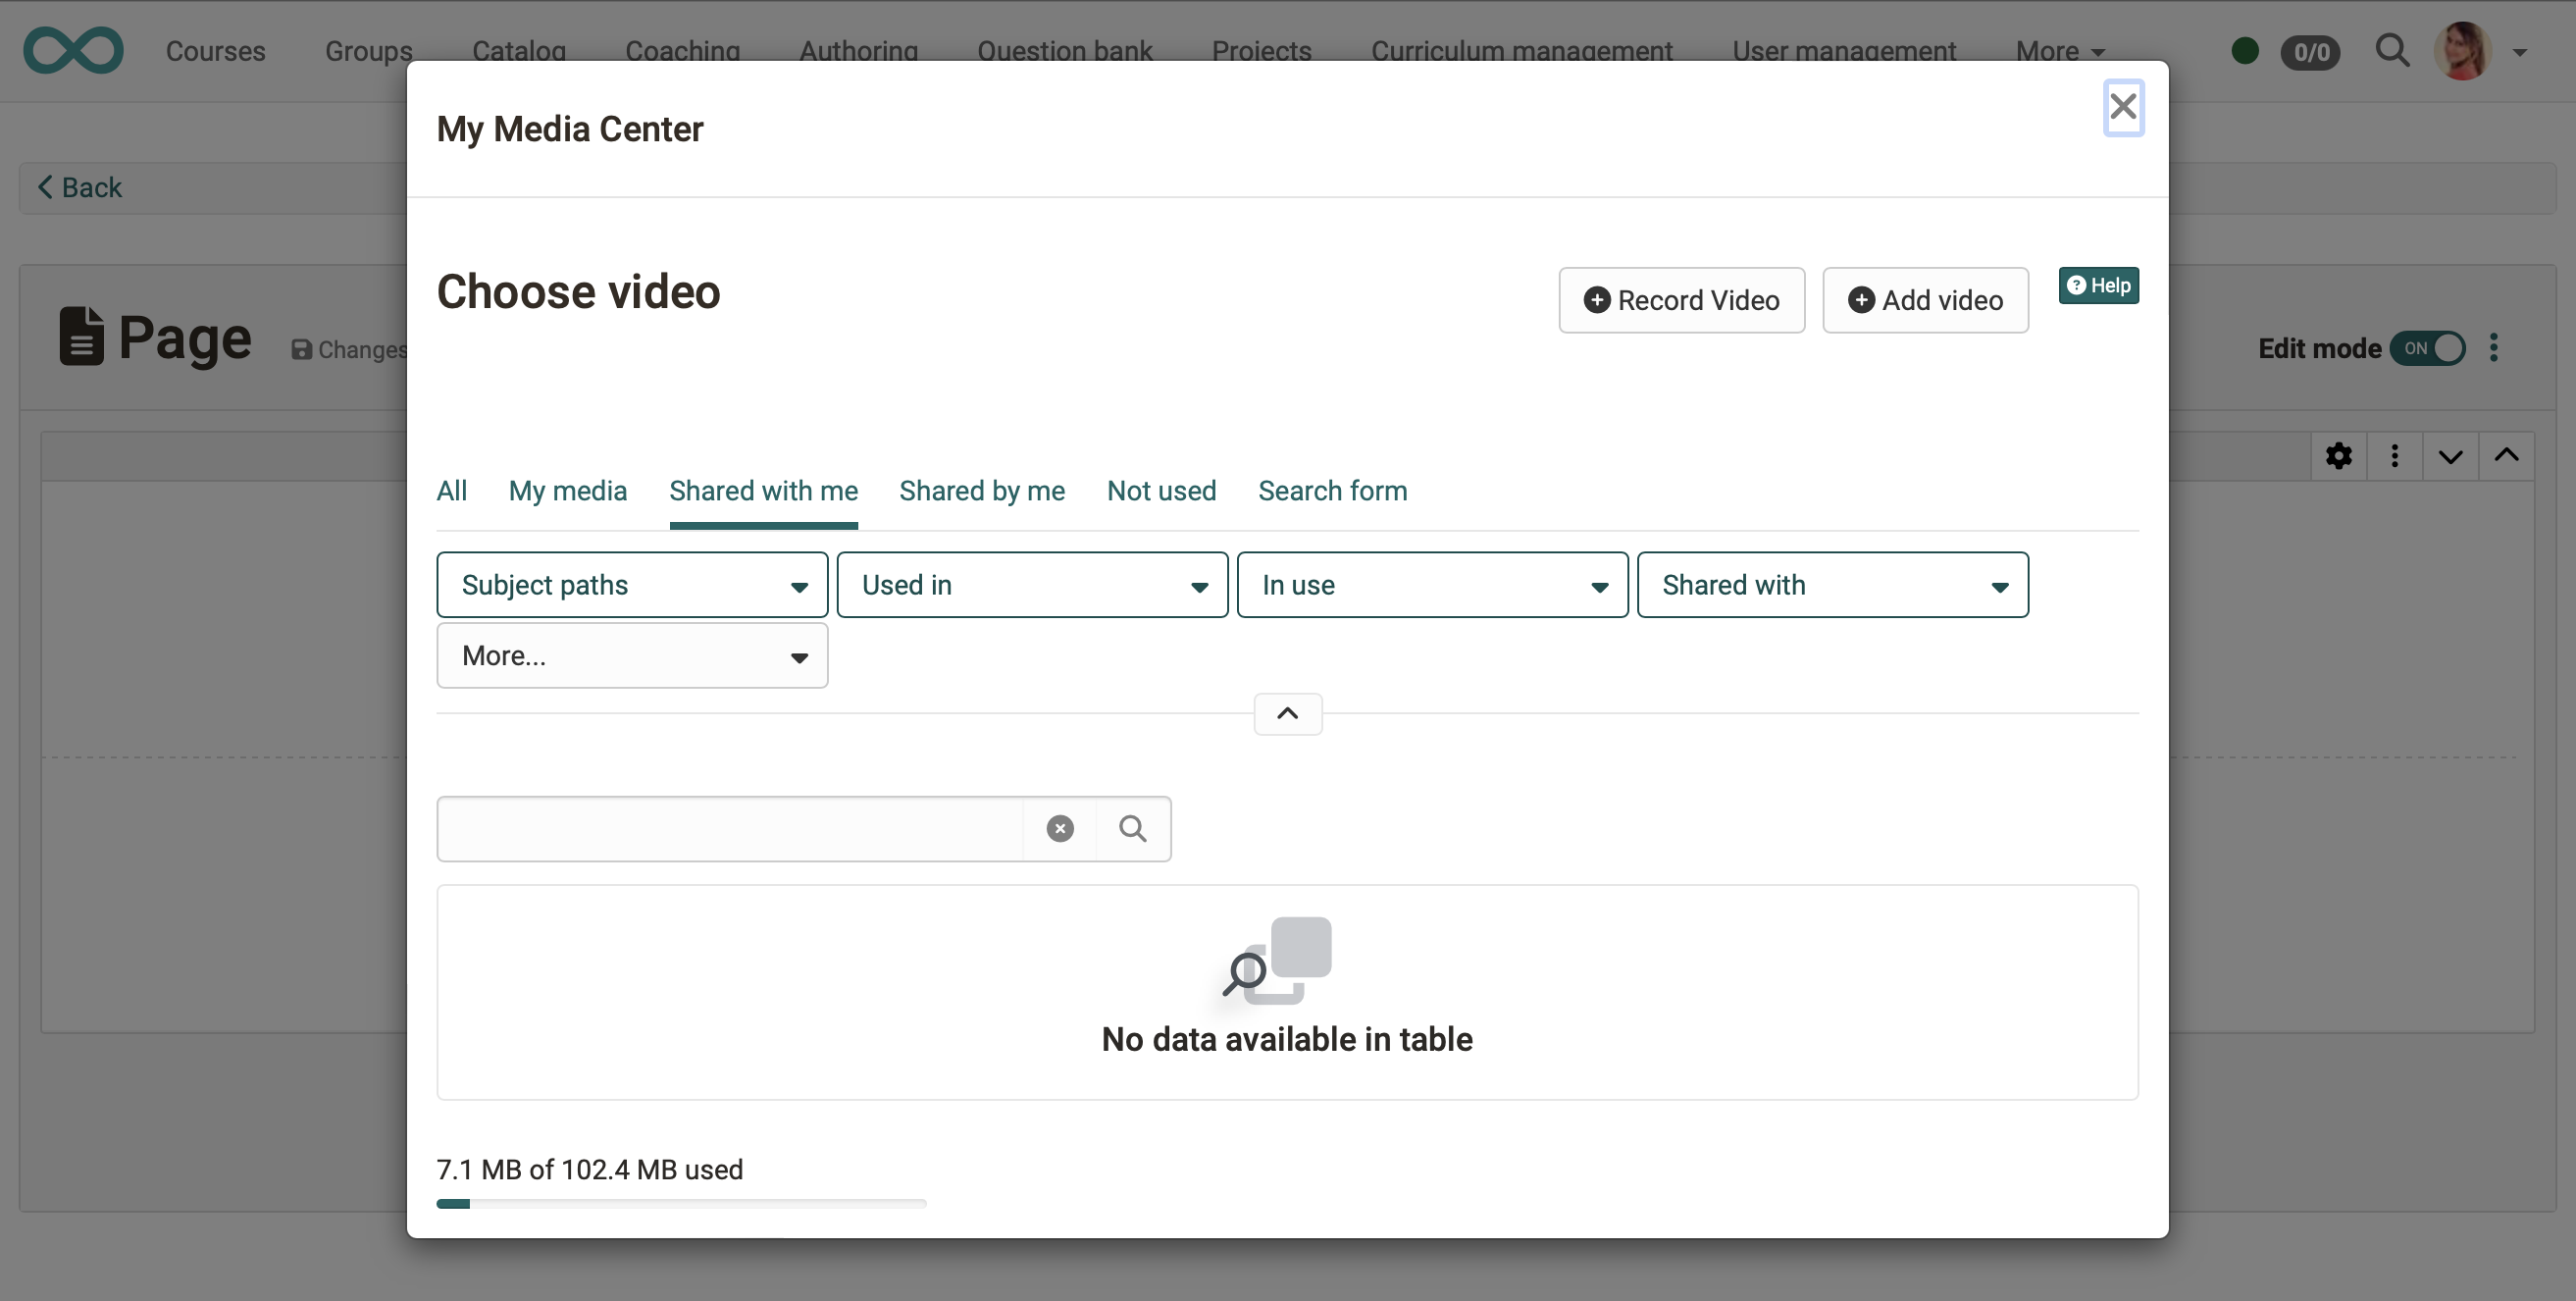 Courses Groups Catalog Coaching Authoring Question bank Projects Curriculum management User management More 0/0
My Media Center
Back
Choose video
Record Video
Add video
Help
Page
Changes
Edit mode ON
All My media Shared with me Shared by me Not used Search form
Subject paths Used in In use Shared with
More...
No data available in table
7.1 MB of 102.4 MB used